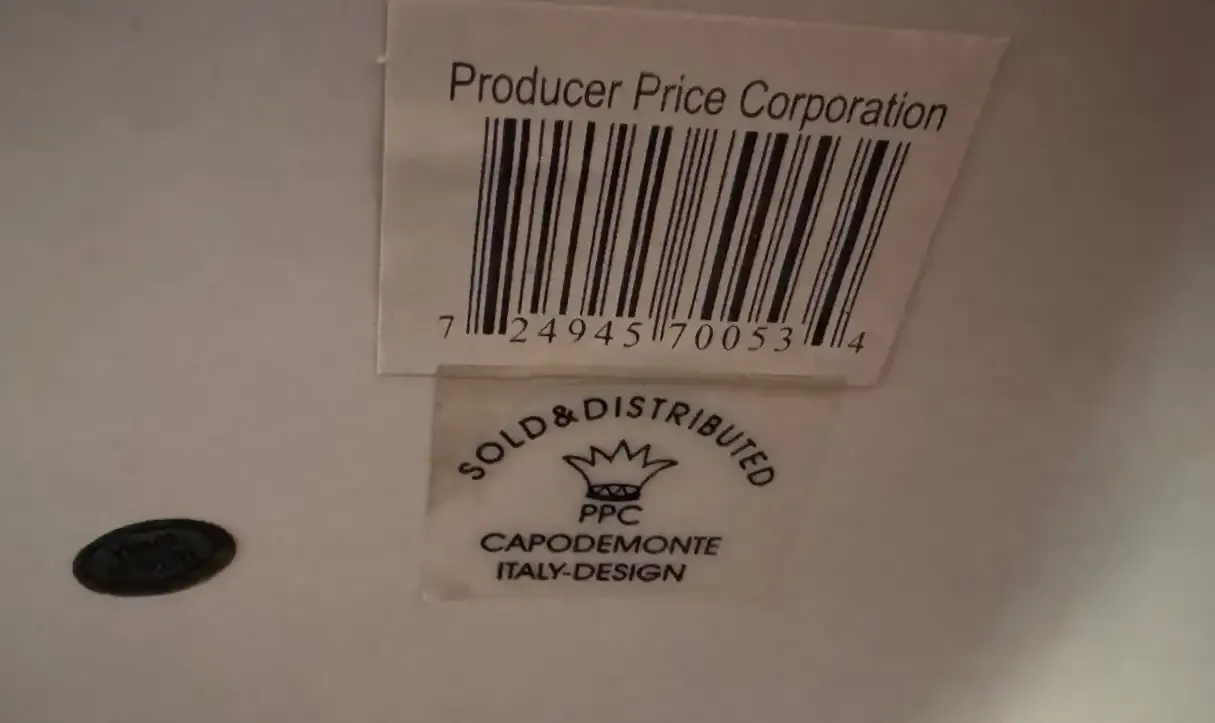 Producer Price Corporation
7 24945 70053 4
SOLD & DISTRIBUTED
PPC
CAPODEMONTE
ITALY-DESIGN